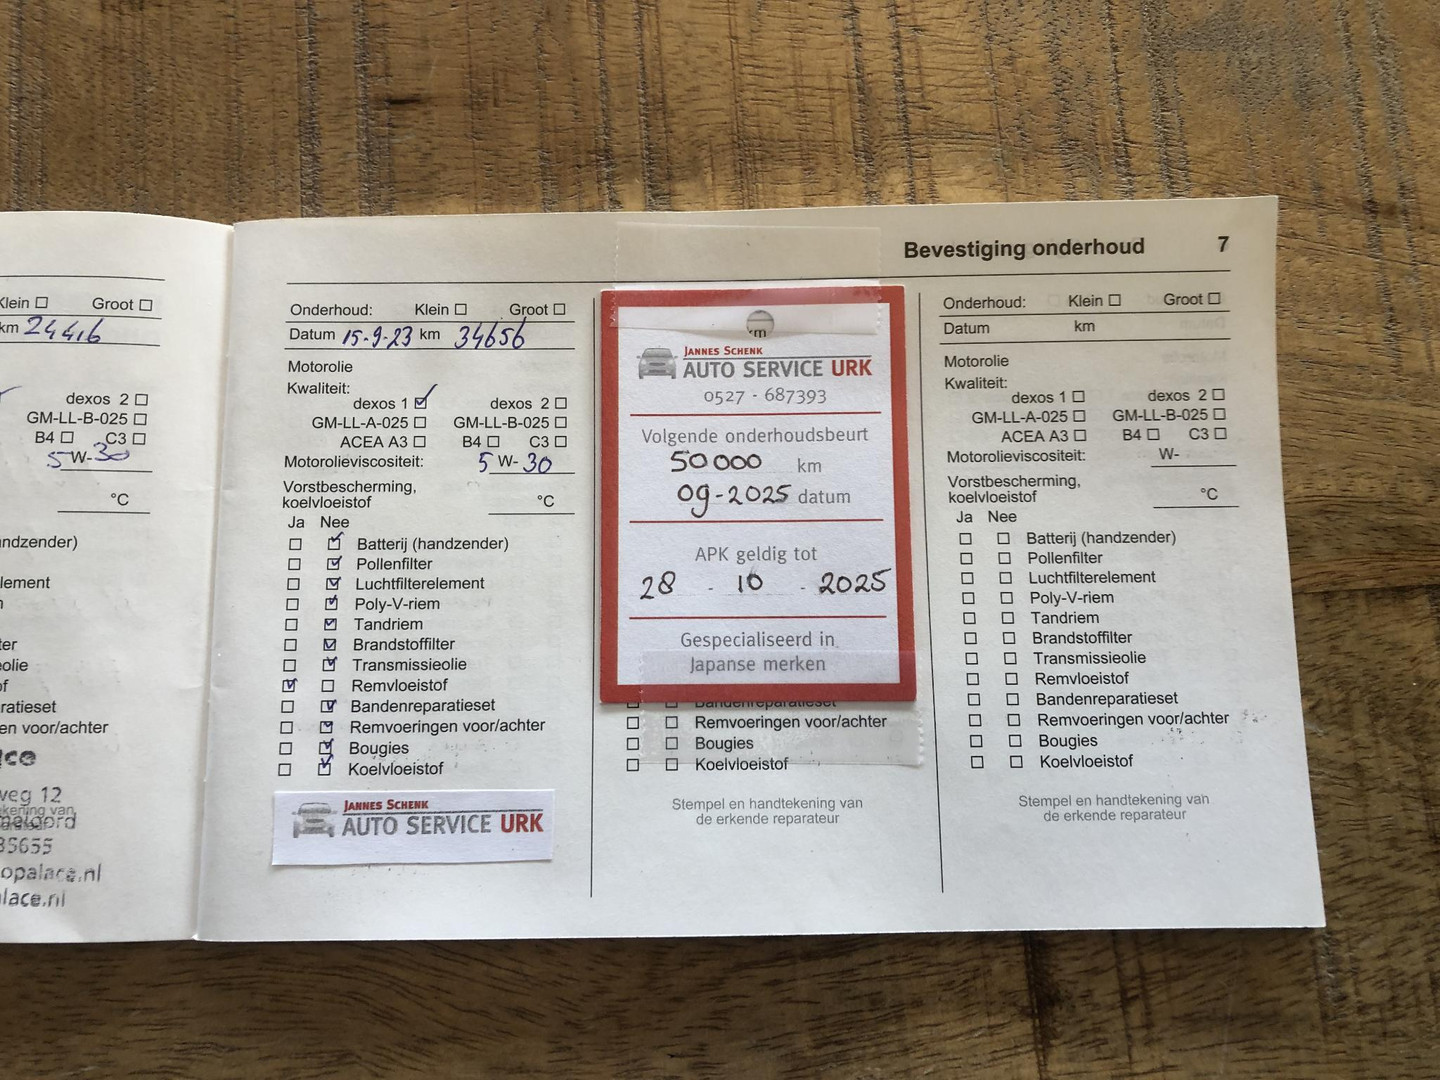 Bevestiging onderhoud 7
Klein ☐ Groot ☐
km 24416
dexos 2 ☐
GM-LL-B-025 ☐
B4 ☐ C3 ☐
5 W-30
°C
ndzender)
lement
olie
of
ratieset
en voor/achter
weg 12
35655
opalace.nl
lace.nl
Onderhoud: Klein ☐ Groot ☐
Datum 15-9-23 km 34656
Motorolie
Kwaliteit:
dexos 1 ☑ dexos 2 ☐
GM-LL-A-025 ☐ GM-LL-B-025 ☐
ACEA A3 ☐ B4 ☐ C3 ☐
Motorolieviscositeit: 5 W-30
Vorstbescherming,
koelvloeistof °C
Ja Nee
☐ ☑ Batterij (handzender)
☐ ☑ Pollenfilter
☐ ☑ Luchtfilterelement
☐ ☑ Poly-V-riem
☐ ☑ Tandriem
☐ ☑ Brandstoffilter
☐ ☑ Transmissieolie
☑ ☐ Remvloeistof
☐ ☑ Bandenreparatieset
☐ ☑ Remvoeringen voor/achter
☐ ☑ Bougies
☐ ☑ Koelvloeistof
JANNES SCHENK
AUTO SERVICE URK
km
JANNES SCHENK
AUTO SERVICE URK
0527 - 687393
Volgende onderhoudsbeurt
50000 km
09-2025 datum
APK geldig tot
28 - 10 - 2025
Gespecialiseerd in
Japanse merken
☐ ☐ Bandenreparatieset
☐ ☐ Remvoeringen voor/achter
☐ ☐ Bougies
☐ ☐ Koelvloeistof
Stempel en handtekening van
de erkende reparateur
Onderhoud: Klein ☐ Groot ☐
Datum km
Motorolie
Kwaliteit:
dexos 1 ☐ dexos 2 ☐
GM-LL-A-025 ☐ GM-LL-B-025 ☐
ACEA A3 ☐ B4 ☐ C3 ☐
Motorolieviscositeit: W-
Vorstbescherming,
koelvloeistof °C
Ja Nee
☐ ☐ Batterij (handzender)
☐ ☐ Pollenfilter
☐ ☐ Luchtfilterelement
☐ ☐ Poly-V-riem
☐ ☐ Tandriem
☐ ☐ Brandstoffilter
☐ ☐ Transmissieolie
☐ ☐ Remvloeistof
☐ ☐ Bandenreparatieset
☐ ☐ Remvoeringen voor/achter
☐ ☐ Bougies
☐ ☐ Koelvloeistof
Stempel en handtekening van
de erkende reparateur